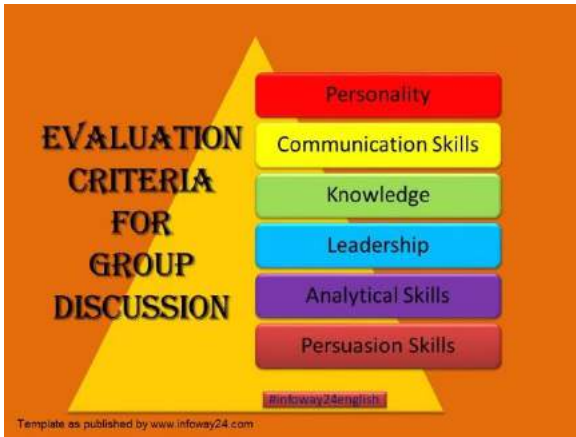 EVALUATION
CRITERIA
FOR
GROUP
DISCUSSION
Personality
Communication Skills
Knowledge
Leadership
Analytical Skills
Persuasion Skills
#infoway24english
Template as published by www.infoway24.com